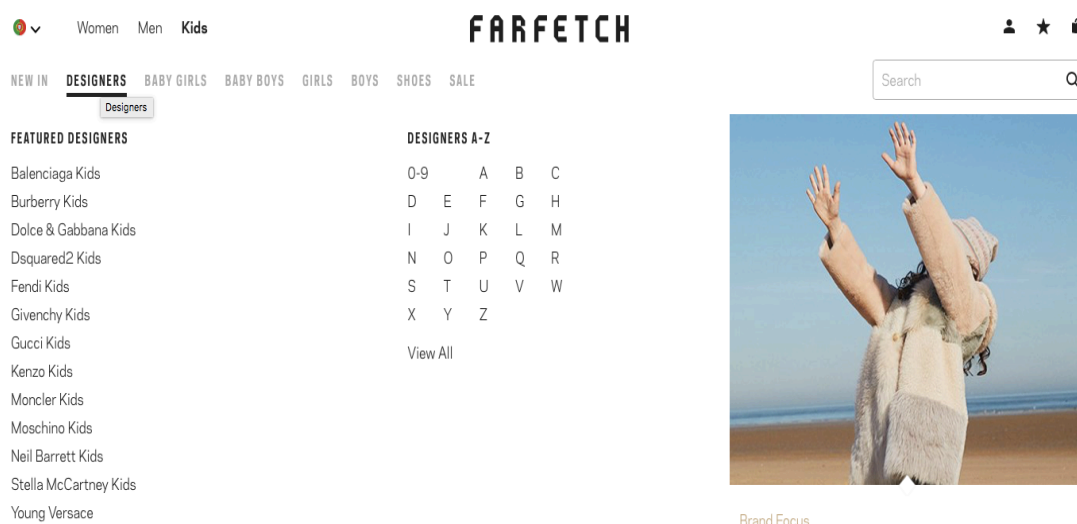 Women Men Kids
FARFETCH
NEW IN DESIGNERS BABY GIRLS BABY BOYS GIRLS BOYS SHOES SALE
Search
Designers
FEATURED DESIGNERS
Balenciaga Kids
Burberry Kids
Dolce & Gabbana Kids
Dsquared2 Kids
Fendi Kids
Givenchy Kids
Gucci Kids
Kenzo Kids
Moncler Kids
Moschino Kids
Neil Barrett Kids
Stella McCartney Kids
Young Versace
DESIGNERS A-Z
0-9 A B C
D E F G H
I J K L M
N O P Q R
S T U V W
X Y Z
View All
Brand Focus